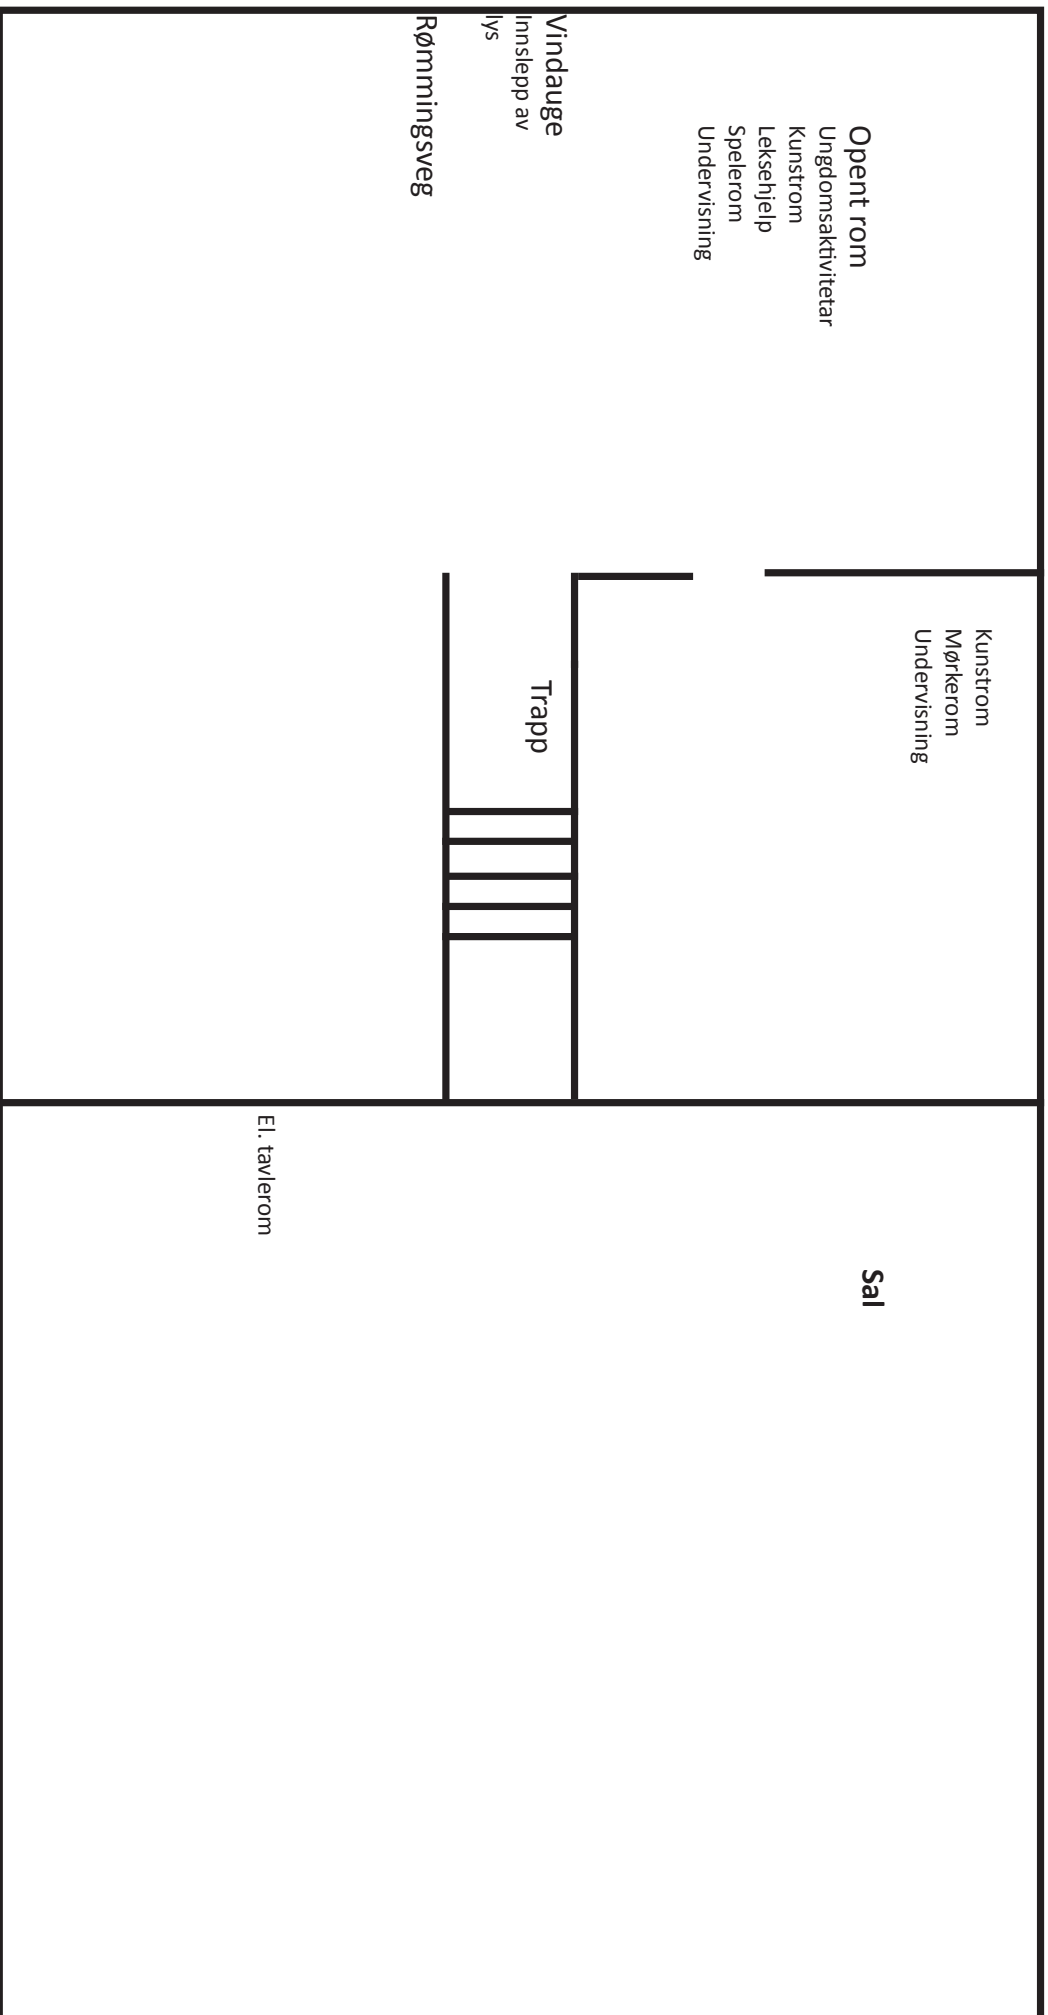 Kunstrom
Mørkerom
Undervisning
Opent rom
Ungdomsaktivitetar
Kunstrom
Leksehjelp
Spelerom
Undervisning
Sal
Vindauge
Innslepp av
lys
Trapp
Rømmingsveg
El. tavlerom